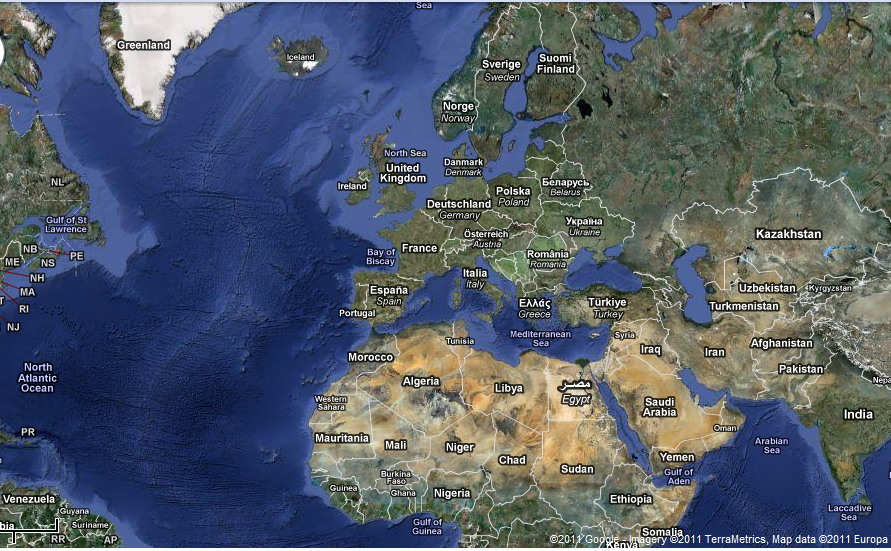 Sea
Greenland
Iceland
Sverige
Sweden
Suomi
Finland
Norge
Norway
North Sea
Danmark
Denmark
United
Kingdom
Ireland
NL
Polska
Poland
Беларусь
Belarus
Deutschland
Germany
Gulf of St
Lawrence
Україна
Ukraine
Kazakhstan
Österreich
Austria
France
NB
PE
ME
NS
Bay of
Biscay
România
Romania
Italia
Italy
NH
MA
RI
NJ
España
Spain
Portugal
Ελλάς
Greece
Türkiye
Turkey
Uzbekistan
Kyrgyzstan
Turkmenistan
Mediterranean
Sea
Syria
Tunisia
Morocco
Iraq
Iran
Afghanistan
Pakistan
North
Atlantic
Ocean
Algeria
Libya
مصر
Egypt
Nepal
Western
Sahara
Saudi
Arabia
India
Oman
PR
Mauritania
Mali
Niger
Chad
Sudan
Yemen
Arabian
Sea
Burkina
Faso
Gulf of
Aden
Guinea
Ghana
Nigeria
Ethiopia
Venezuela
Guyana
Suriname
Laccadive
Sea
Gulf of
Guinea
Somalia
bia
RR
AP
Kenya
©2011 Google - Imagery ©2011 TerraMetrics, Map data ©2011 Europa